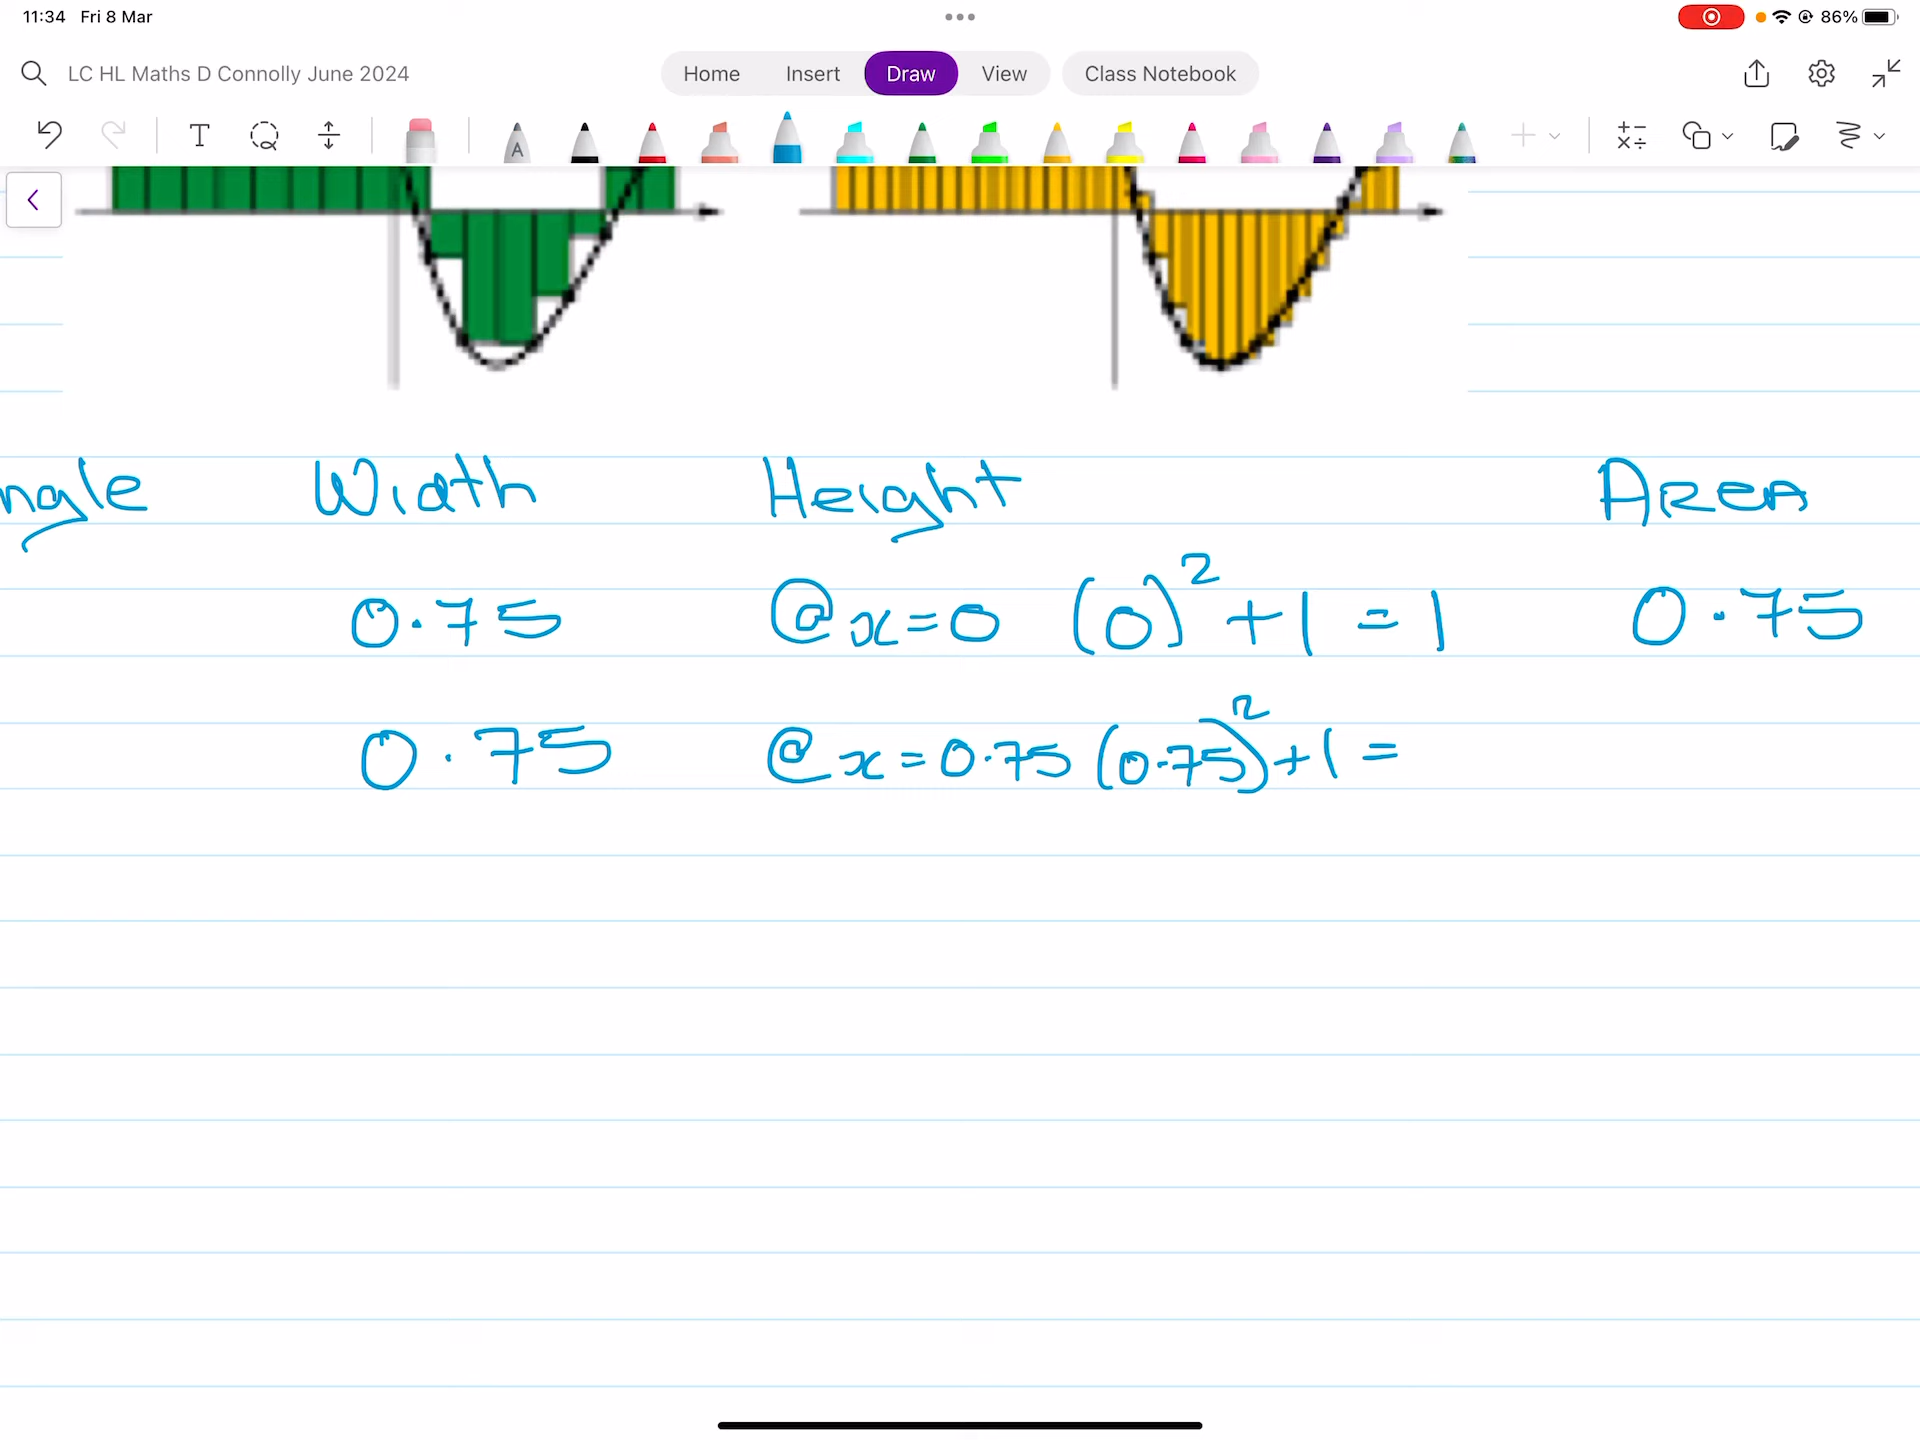 11:34 Fri 8 Mar 86%
LC HL Maths D Connolly June 2024 Home Insert Draw View Class Notebook
T A
ngle Width Height Area
0.75 @ x=0 (0)² +1 = 1 0.75
0.75 @ x=0.75 (0.75)²+1 =